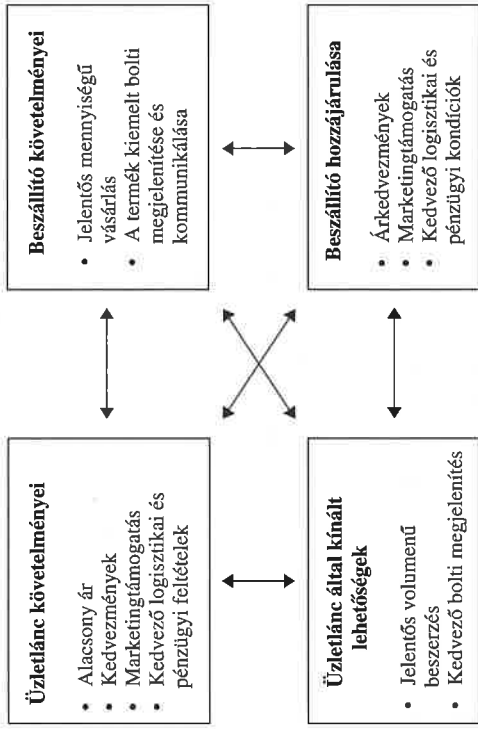 Üzletlánc követelményei
• Alacsony ár
• Kedvezmények
• Marketingtámogatás
• Kedvező logisztikai és
pénzügyi feltételek
Beszállító követelményei
• Jelentős mennyiségű
vásárlás
• A termék kiemelt bolti
megjelenítése és
kommunikálása
Üzletlánc által kínált
lehetőségek
• Jelentős volumenű
beszerzés
• Kedvező bolti megjelenítés
Beszállító hozzájárulása
• Árkedvezmények
• Marketingtámogatás
• Kedvező logisztikai és
pénzügyi kondíciók